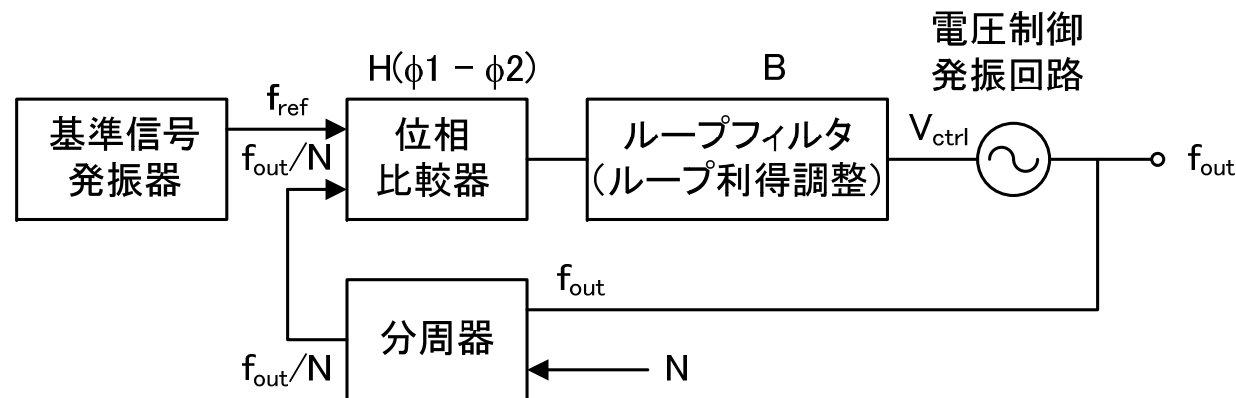 電圧制御
発振回路
H(ϕ1 − ϕ2)
B
基準信号
発振器
f_ref
f_out/N
位相
比較器
ループフィルタ
(ループ利得調整)
V_ctrl
f_out
f_out
分周器
f_out/N
N